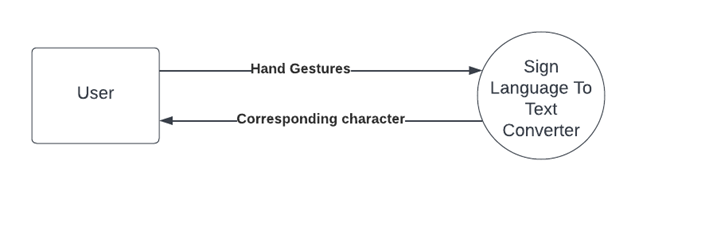 User
Hand Gestures
Corresponding character
Sign
Language To
Text
Converter